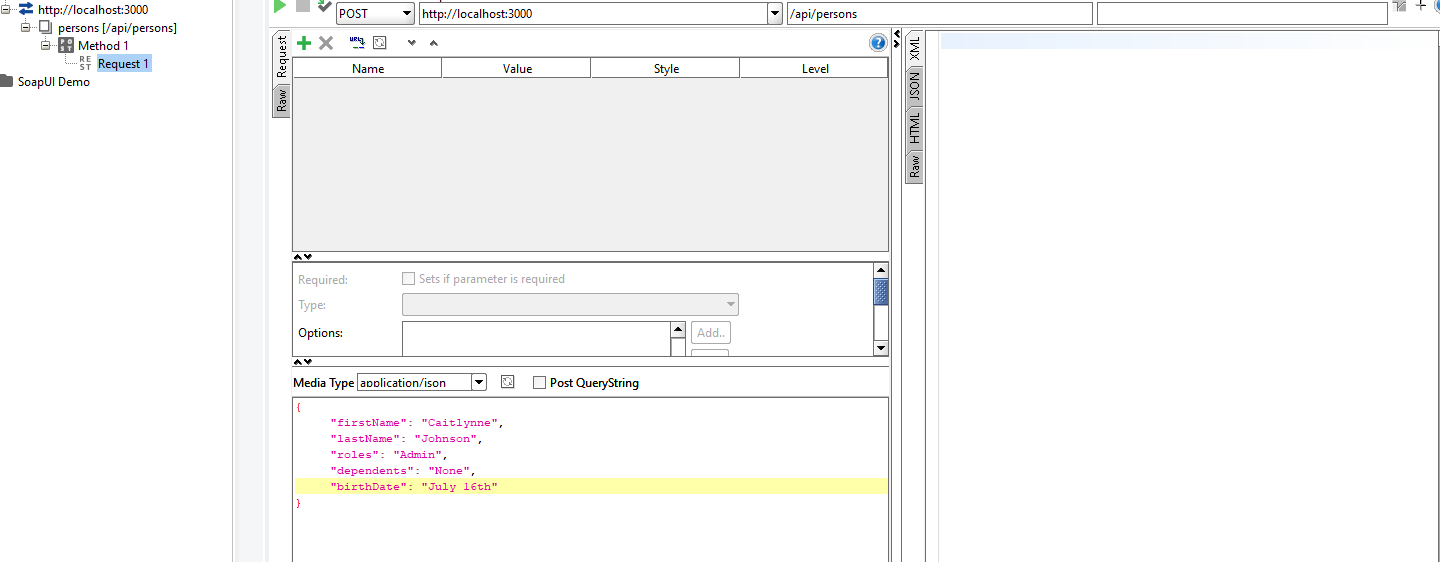 http://localhost:3000
persons [/api/persons]
Method 1
REST Request 1
SoapUI Demo
POST http://localhost:3000 /api/persons
Request
Raw
Name Value Style Level
Required: Sets if parameter is required
Type:
Options: Add..
Media Type application/json Post QueryString
{
"firstName": "Caitlynne",
"lastName": "Johnson",
"roles": "Admin",
"dependents": "None",
"birthDate": "July 16th"
}
XML
JSON
HTML
Raw